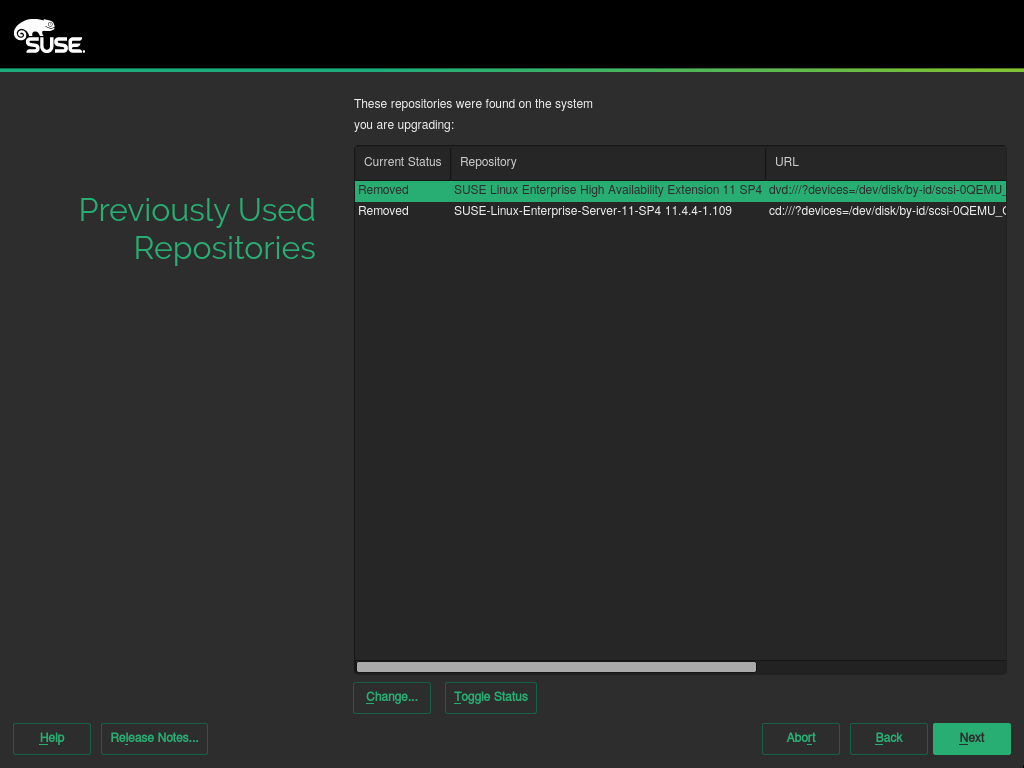 SUSE.
These repositories were found on the system
you are upgrading:
Previously Used
Repositories
Current Status Repository URL
Removed SUSE Linux Enterprise High Availability Extension 11 SP4 dvd:///?devices=/dev/disk/by-id/scsi-0QEMU_
Removed SUSE-Linux-Enterprise-Server-11-SP4 11.4.4-1.109 cd:///?devices=/dev/disk/by-id/scsi-0QEMU_
Change... Toggle Status
Help Release Notes... Abort Back Next